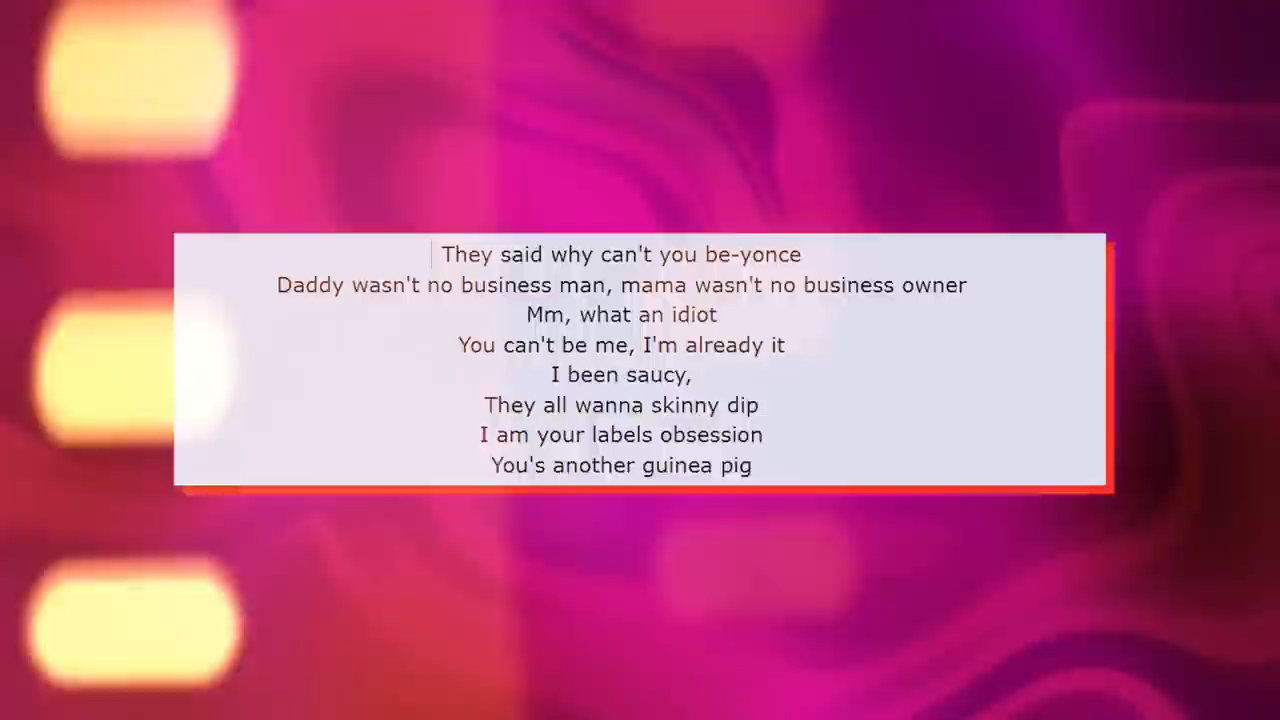 They said why can't you be-yonce
Daddy wasn't no business man, mama wasn't no business owner
Mm, what an idiot
You can't be me, I'm already it
I been saucy,
They all wanna skinny dip
I am your labels obsession
You's another guinea pig